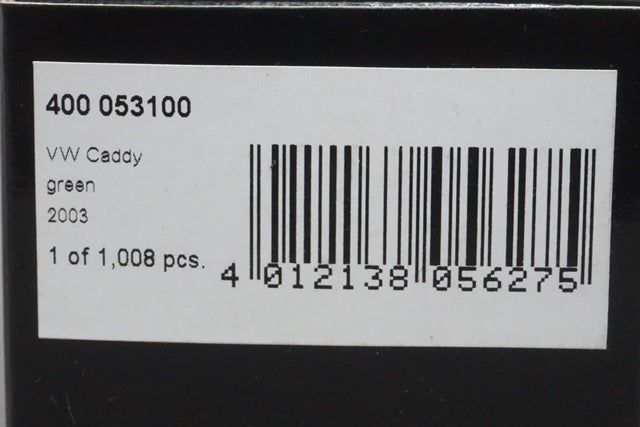 400 053100
VW Caddy
green
2003
1 of 1,008 pcs.
4 012138 056275